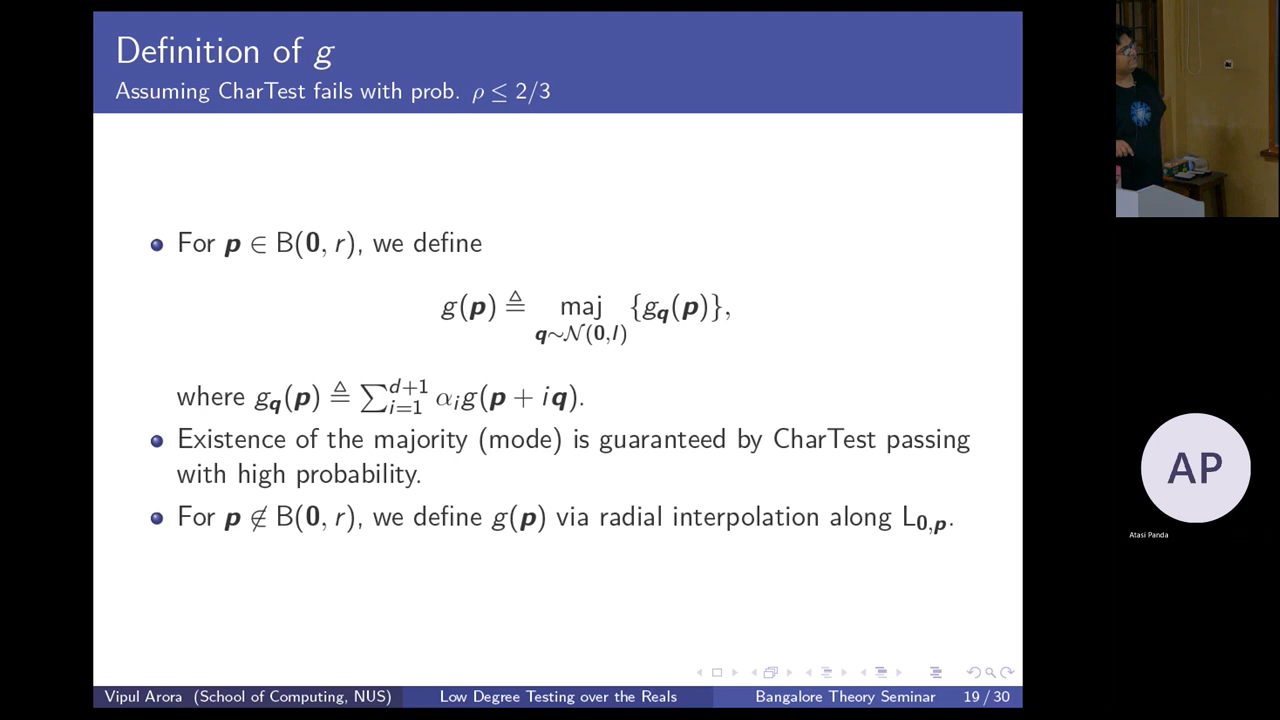 Definition of g
Assuming CharTest fails with prob. ρ ≤ 2/3
For p ∈ B(0, r), we define
g(p) ≜ maj {g_q(p)},
q∼N(0,I)
where g_q(p) ≜ ∑_{i=1}^{d+1} α_i g(p + iq).
Existence of the majority (mode) is guaranteed by CharTest passing
with high probability.
For p ∉ B(0, r), we define g(p) via radial interpolation along L_{0,p}.
Vipul Arora (School of Computing, NUS) Low Degree Testing over the Reals Bangalore Theory Seminar 19 / 30
AP
Atasi Panda